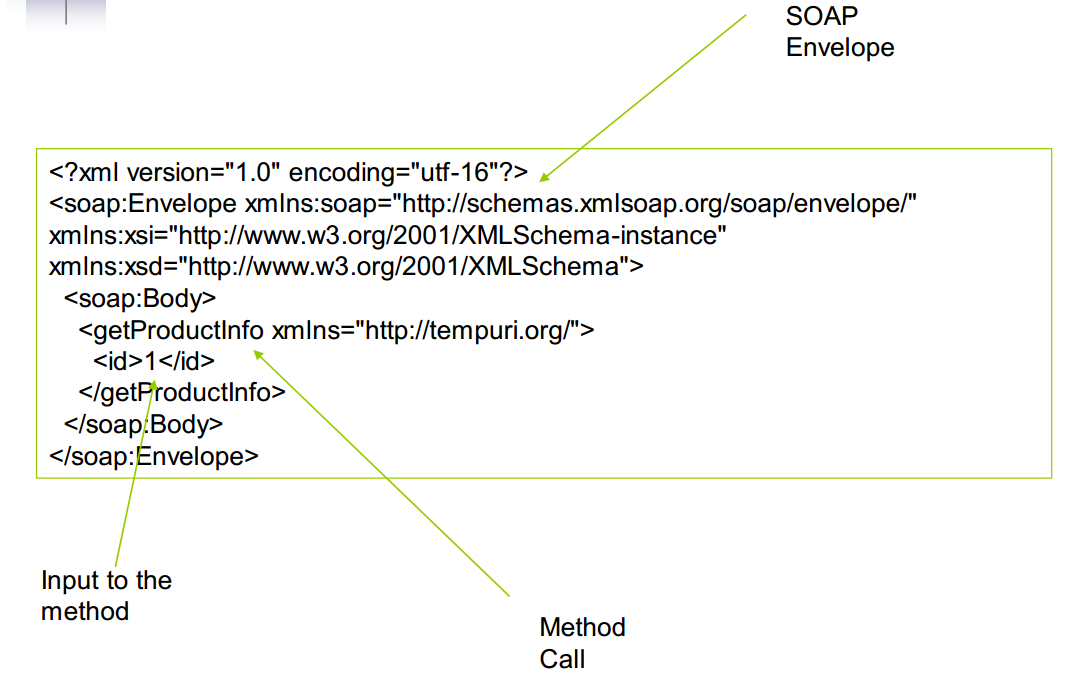 SOAP
Envelope
<?xml version="1.0" encoding="utf-16"?>
<soap:Envelope xmlns:soap="http://schemas.xmlsoap.org/soap/envelope/"
xmlns:xsi="http://www.w3.org/2001/XMLSchema-instance"
xmlns:xsd="http://www.w3.org/2001/XMLSchema">
<soap:Body>
<getProductInfo xmlns="http://tempuri.org/">
<id>1</id>
</getProductInfo>
</soap:Body>
</soap:Envelope>
Input to the
method
Method
Call